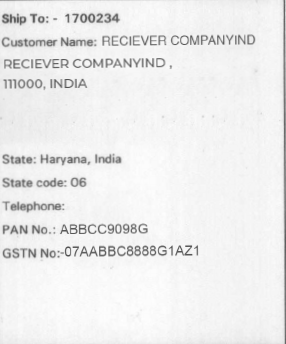 Ship To: - 1700234
Customer Name: RECIEVER COMPANYIND
RECIEVER COMPANYIND ,
111000, INDIA
State: Haryana, India
State code: 06
Telephone:
PAN No.: ABBCC9098G
GSTN No:-07AABBC8888G1AZ1